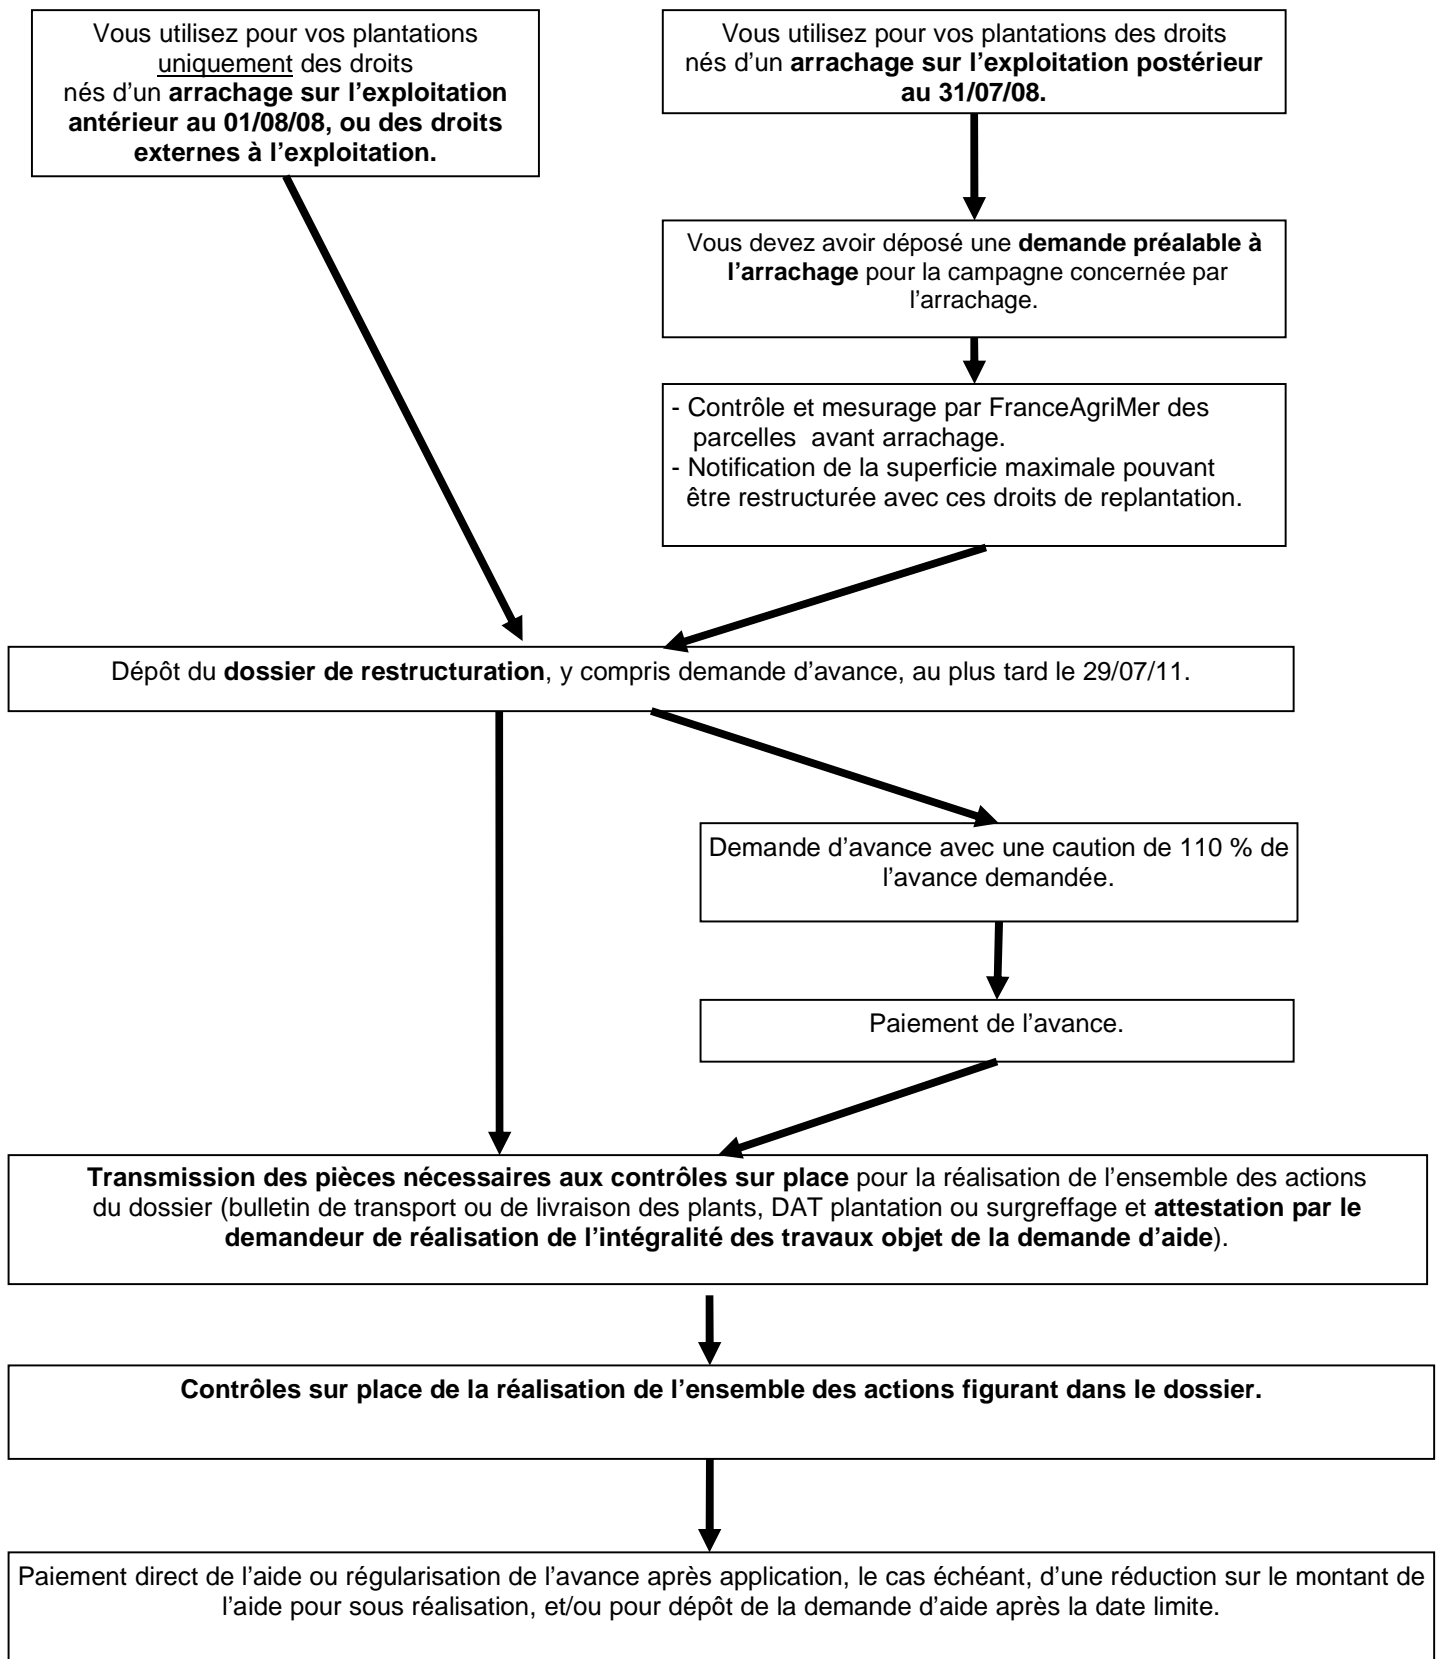 Vous utilisez pour vos plantations
uniquement des droits
nés d’un arrachage sur l’exploitation
antérieur au 01/08/08, ou des droits
externes à l’exploitation.
Vous utilisez pour vos plantations des droits
nés d’un arrachage sur l’exploitation postérieur
au 31/07/08.
Vous devez avoir déposé une demande préalable à
l’arrachage pour la campagne concernée par
l’arrachage.
- Contrôle et mesurage par FranceAgriMer des
parcelles avant arrachage.
- Notification de la superficie maximale pouvant
être restructurée avec ces droits de replantation.
Dépôt du dossier de restructuration, y compris demande d’avance, au plus tard le 29/07/11.
Demande d’avance avec une caution de 110 % de
l’avance demandée.
Paiement de l’avance.
Transmission des pièces nécessaires aux contrôles sur place pour la réalisation de l’ensemble des actions
du dossier (bulletin de transport ou de livraison des plants, DAT plantation ou surgreffage et attestation par le
demandeur de réalisation de l’intégralité des travaux objet de la demande d’aide).
Contrôles sur place de la réalisation de l’ensemble des actions figurant dans le dossier.
Paiement direct de l’aide ou régularisation de l’avance après application, le cas échéant, d’une réduction sur le montant de
l’aide pour sous réalisation, et/ou pour dépôt de la demande d’aide après la date limite.